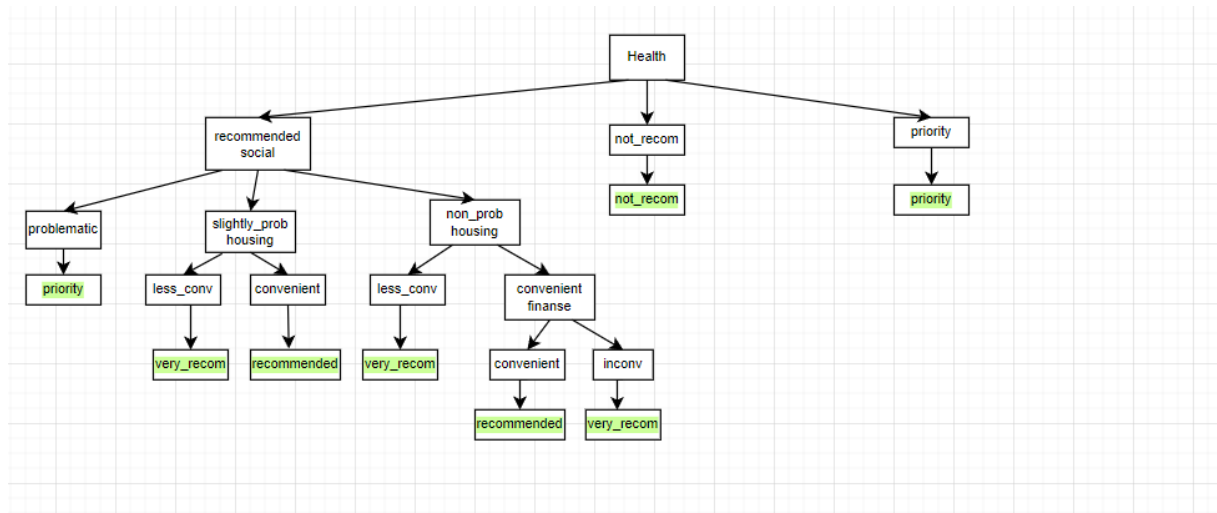 Health
recommended
social
not_recom
priority
not_recom
priority
problematic
slightly_prob
housing
non_prob
housing
priority
less_conv
convenient
less_conv
convenient
finanse
very_recom
recommended
very_recom
convenient
inconv
recommended
very_recom